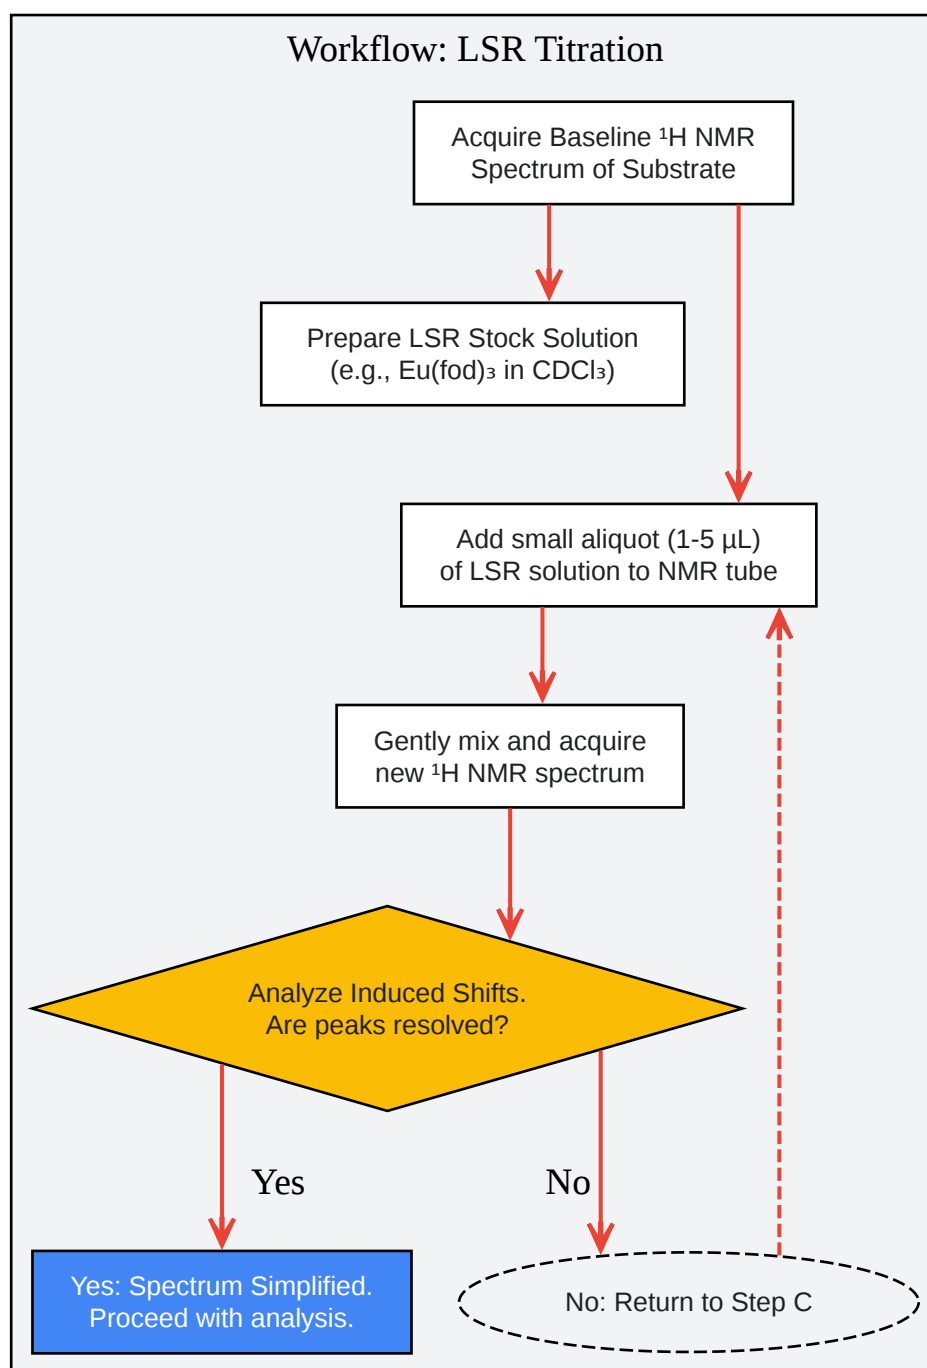 Workflow: LSR Titration
Acquire Baseline ¹H NMR
Spectrum of Substrate
Prepare LSR Stock Solution
(e.g., Eu(fod)₃ in CDCl₃)
Add small aliquot (1-5 µL)
of LSR solution to NMR tube
Gently mix and acquire
new ¹H NMR spectrum
Analyze Induced Shifts.
Are peaks resolved?
Yes
No
Yes: Spectrum Simplified.
Proceed with analysis.
No: Return to Step C